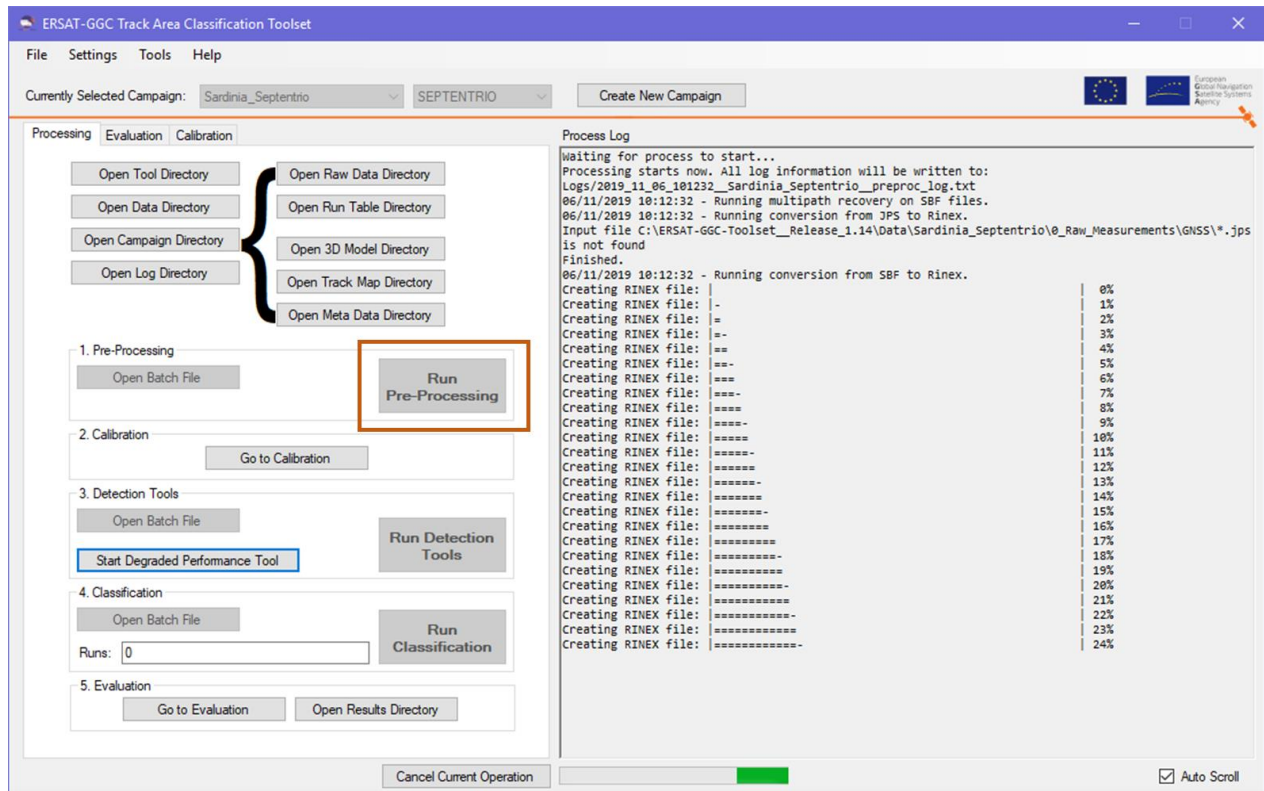 ERSAT-GGC Track Area Classification Toolset
File Settings Tools Help
Currently Selected Campaign: Sardinia_Septentrio SEPTENTRIO Create New Campaign
European
Global Navigation
Satellite Systems
Agency
Processing Evaluation Calibration
Open Tool Directory
Open Data Directory
Open Campaign Directory
Open Log Directory
Open Raw Data Directory
Open Run Table Directory
Open 3D Model Directory
Open Track Map Directory
Open Meta Data Directory
1. Pre-Processing
Open Batch File
Run
Pre-Processing
2. Calibration
Go to Calibration
3. Detection Tools
Open Batch File
Start Degraded Performance Tool
Run Detection
Tools
4. Classification
Open Batch File
Runs: 0
Run
Classification
5. Evaluation
Go to Evaluation Open Results Directory
Process Log
Waiting for process to start...
Processing starts now. All log information will be written to:
Logs/2019_11_06_101232__Sardinia_Septentrio__preproc_log.txt
06/11/2019 10:12:32 - Running multipath recovery on SBF files.
06/11/2019 10:12:32 - Running conversion from JPS to Rinex.
Input file C:\ERSAT-GGC-Toolset__Release_1.14\Data\Sardinia_Septentrio\0_Raw_Measurements\GNSS\*.jps
is not found
Finished.
06/11/2019 10:12:32 - Running conversion from SBF to Rinex.
Creating RINEX file: | | 0%
Creating RINEX file: |- | 1%
Creating RINEX file: |= | 2%
Creating RINEX file: |=- | 3%
Creating RINEX file: |== | 4%
Creating RINEX file: |==- | 5%
Creating RINEX file: |=== | 6%
Creating RINEX file: |===- | 7%
Creating RINEX file: |==== | 8%
Creating RINEX file: |====- | 9%
Creating RINEX file: |===== | 10%
Creating RINEX file: |=====- | 11%
Creating RINEX file: |====== | 12%
Creating RINEX file: |======- | 13%
Creating RINEX file: |======= | 14%
Creating RINEX file: |=======- | 15%
Creating RINEX file: |======== | 16%
Creating RINEX file: |========= | 17%
Creating RINEX file: |=========- | 18%
Creating RINEX file: |========== | 19%
Creating RINEX file: |==========- | 20%
Creating RINEX file: |=========== | 21%
Creating RINEX file: |===========- | 22%
Creating RINEX file: |============ | 23%
Creating RINEX file: |============- | 24%
Cancel Current Operation
Auto Scroll